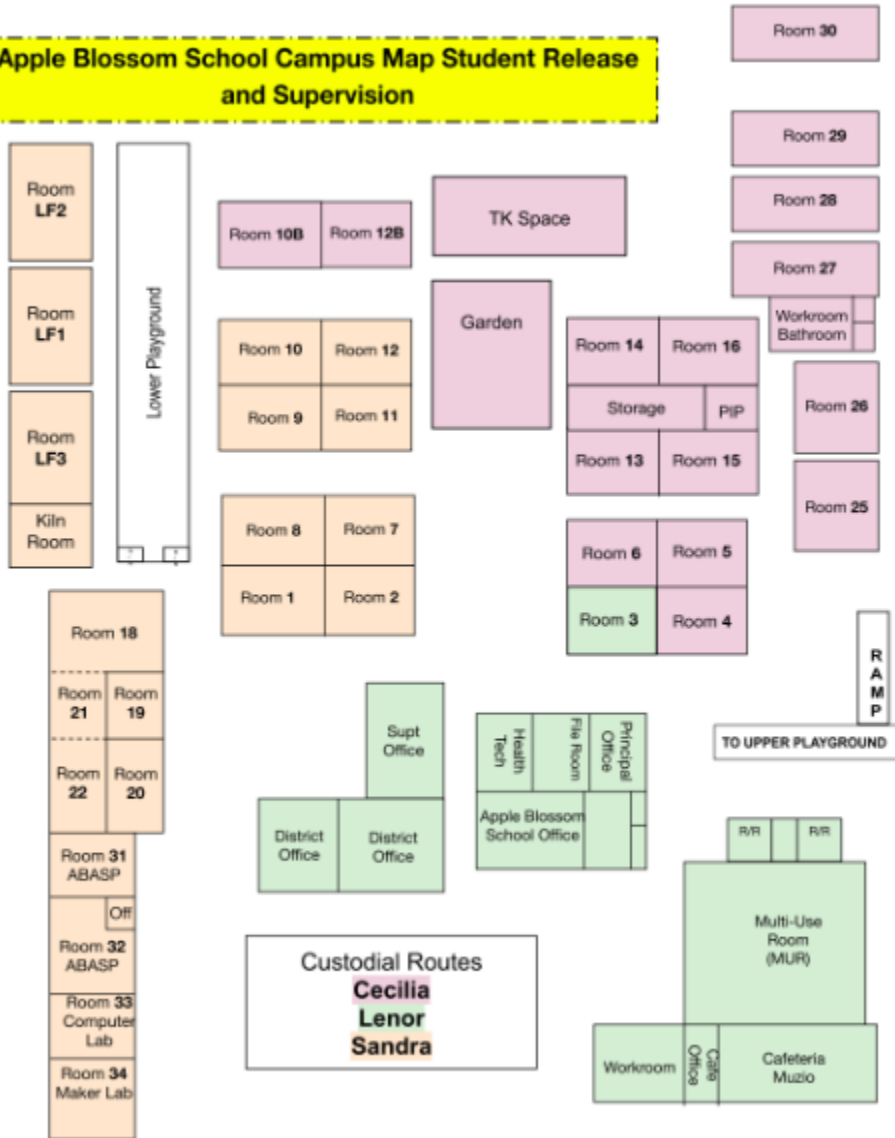 Apple Blossom School Campus Map Student Release
and Supervision
Room 30
Room 29
Room 28
Room 27
Workroom
Bathroom
Room 26
Room 25
Room
LF2
Room
LF1
Room
LF3
Kiln
Room
Lower Playground
Room 10B
Room 12B
TK Space
Garden
Room 10
Room 12
Room 9
Room 11
Room 14
Room 16
Storage
PIP
Room 13
Room 15
Room 8
Room 7
Room 1
Room 2
Room 6
Room 5
Room 3
Room 4
Room 18
Room
21
Room
19
Room
22
Room
20
Room 31
ABASP
Off
Room 32
ABASP
Room 33
Computer
Lab
Room 34
Maker Lab
Supt
Office
District
Office
District
Office
Health
Tech
File Room
Principal
Office
Apple Blossom
School Office
RAMP
TO UPPER PLAYGROUND
R/R
R/R
Multi-Use
Room
(MUR)
Workroom
Cafe
Office
Cafeteria
Muzio
Custodial Routes
Cecilia
Lenor
Sandra